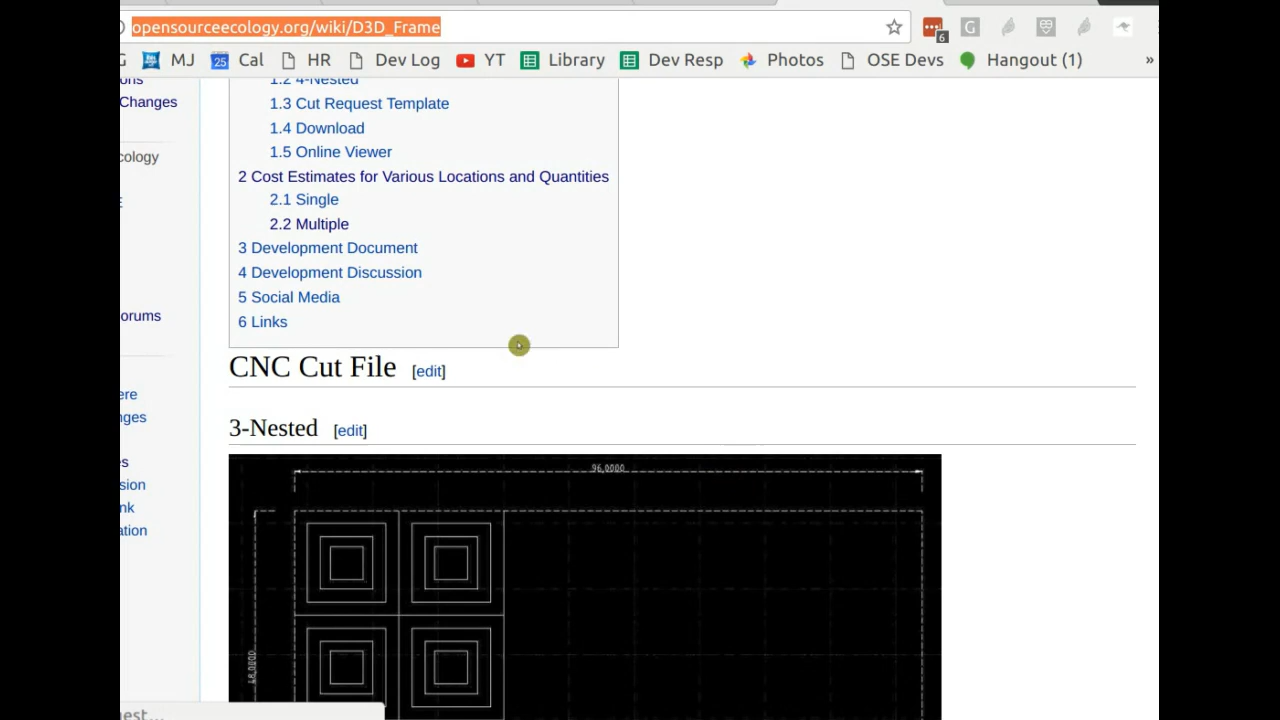 opensourceecology.org/wiki/D3D_Frame
6 G
G MJ 25 Cal HR Dev Log YT Library Dev Resp Photos OSE Devs Hangout (1) »
ons
Changes
cology
E
orums
ere
nges
es
sion
nk
ation
1.2 4-Nested
1.3 Cut Request Template
1.4 Download
1.5 Online Viewer
2 Cost Estimates for Various Locations and Quantities
2.1 Single
2.2 Multiple
3 Development Document
4 Development Discussion
5 Social Media
6 Links
CNC Cut File [edit]
3-Nested [edit]
96,0000
uest...